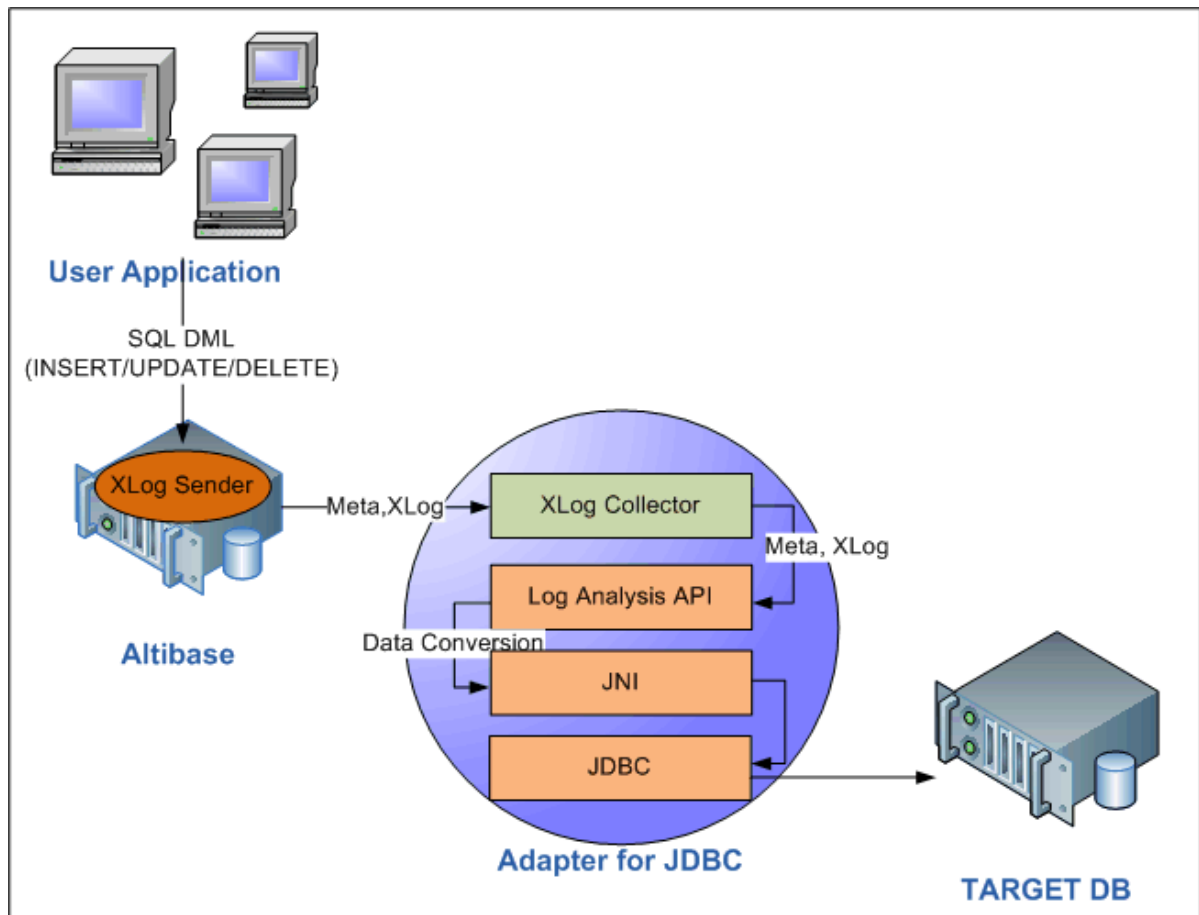 User Application
SQL DML
(INSERT/UPDATE/DELETE)
XLog Sender
Altibase
Meta,XLog
XLog Collector
Meta, XLog
Log Analysis API
Data Conversion
JNI
JDBC
Adapter for JDBC
TARGET DB